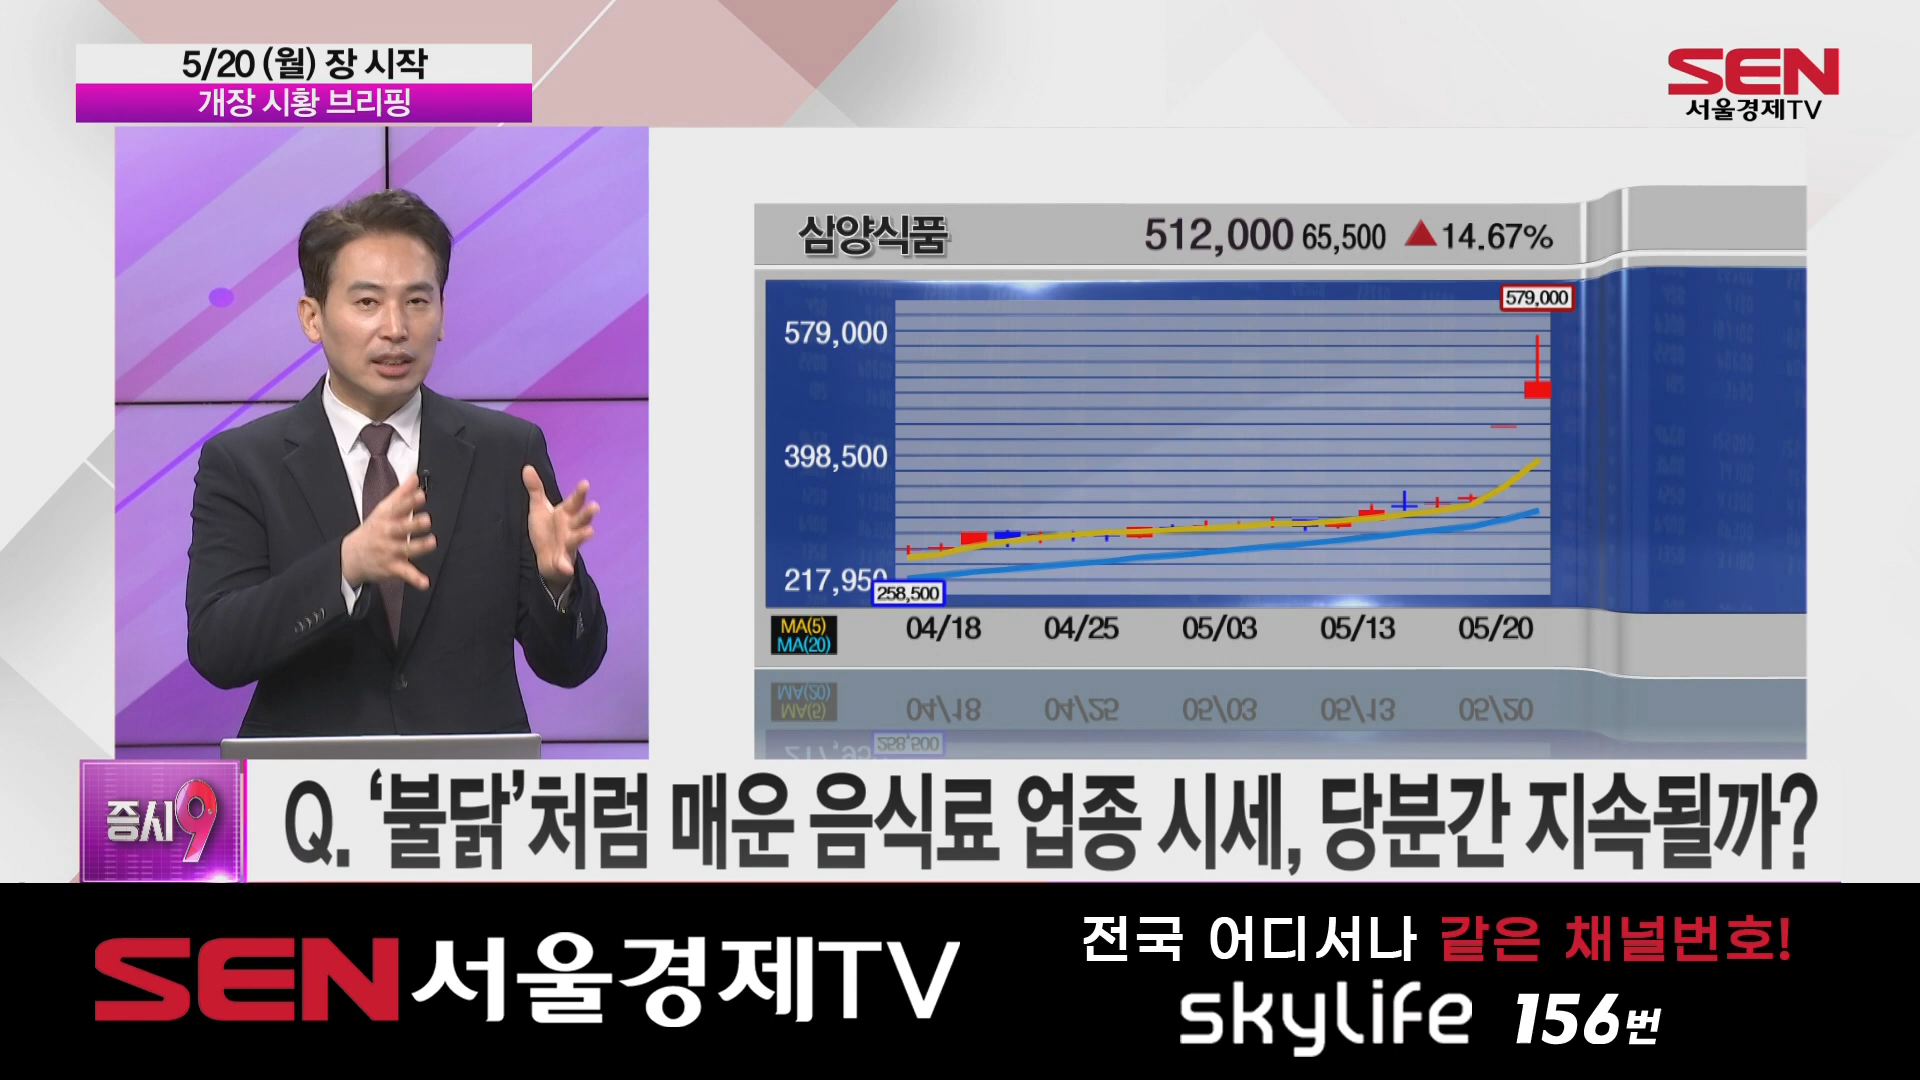 5/20 (월) 장 시작
개장 시황 브리핑
SEN
서울경제TV
삼양식품 512,000 65,500 ▲14.67%
579,000
579,000
398,500
217,950
258,500
MA(5)
MA(20)
04/18 04/25 05/03 05/13 05/20
증시9
Q. ‘불닭’처럼 매운 음식료 업종 시세, 당분간 지속될까?
SEN 서울경제TV
전국 어디서나 같은 채널번호!
skylife 156번